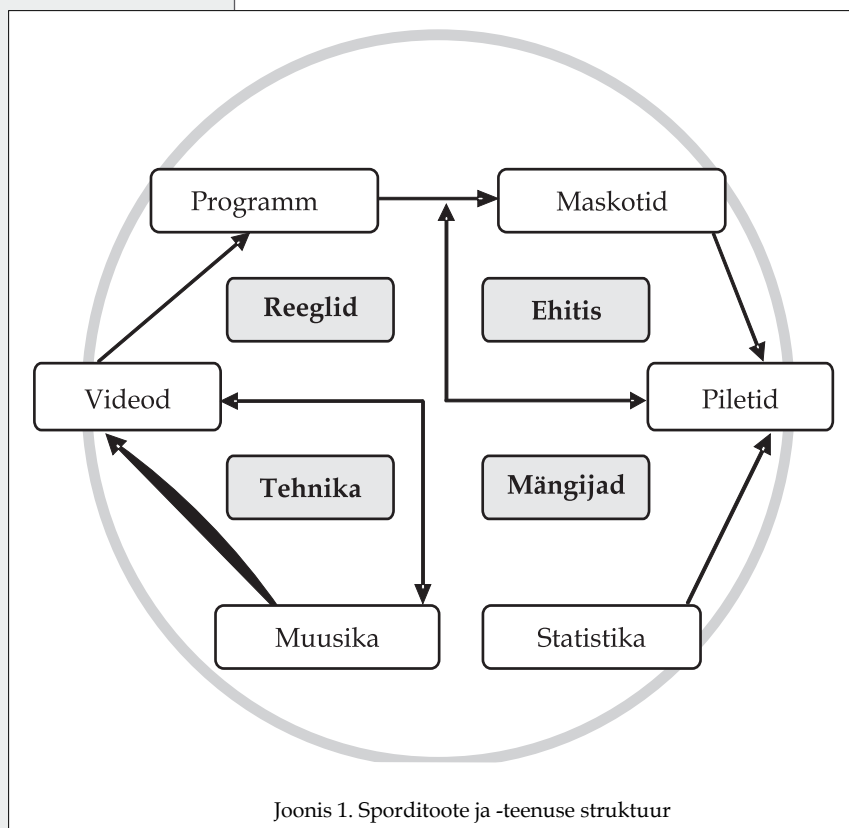 Programm
Maskotid
Reeglid
Ehitis
Videod
Piletid
Tehnika
Mängijad
Muusika
Statistika
Joonis 1. Sporditoote ja -teenuse struktuur